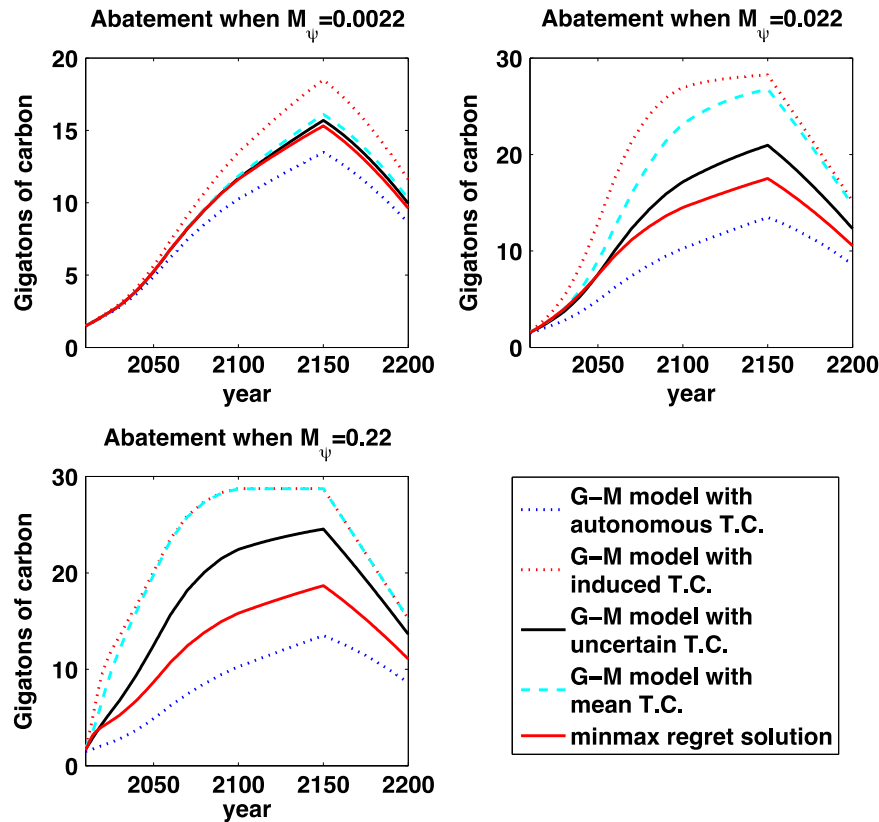 Abatement when Mψ=0.0022
Gigatons of carbon
20
15
10
5
0
2050 2100 2150 2200
year
Abatement when Mψ=0.022
Gigatons of carbon
30
20
10
0
2050 2100 2150 2200
year
Abatement when Mψ=0.22
Gigatons of carbon
30
20
10
0
2050 2100 2150 2200
year
G−M model with
autonomous T.C.
G−M model with
induced T.C.
G−M model with
uncertain T.C.
G−M model with
mean T.C.
minmax regret solution